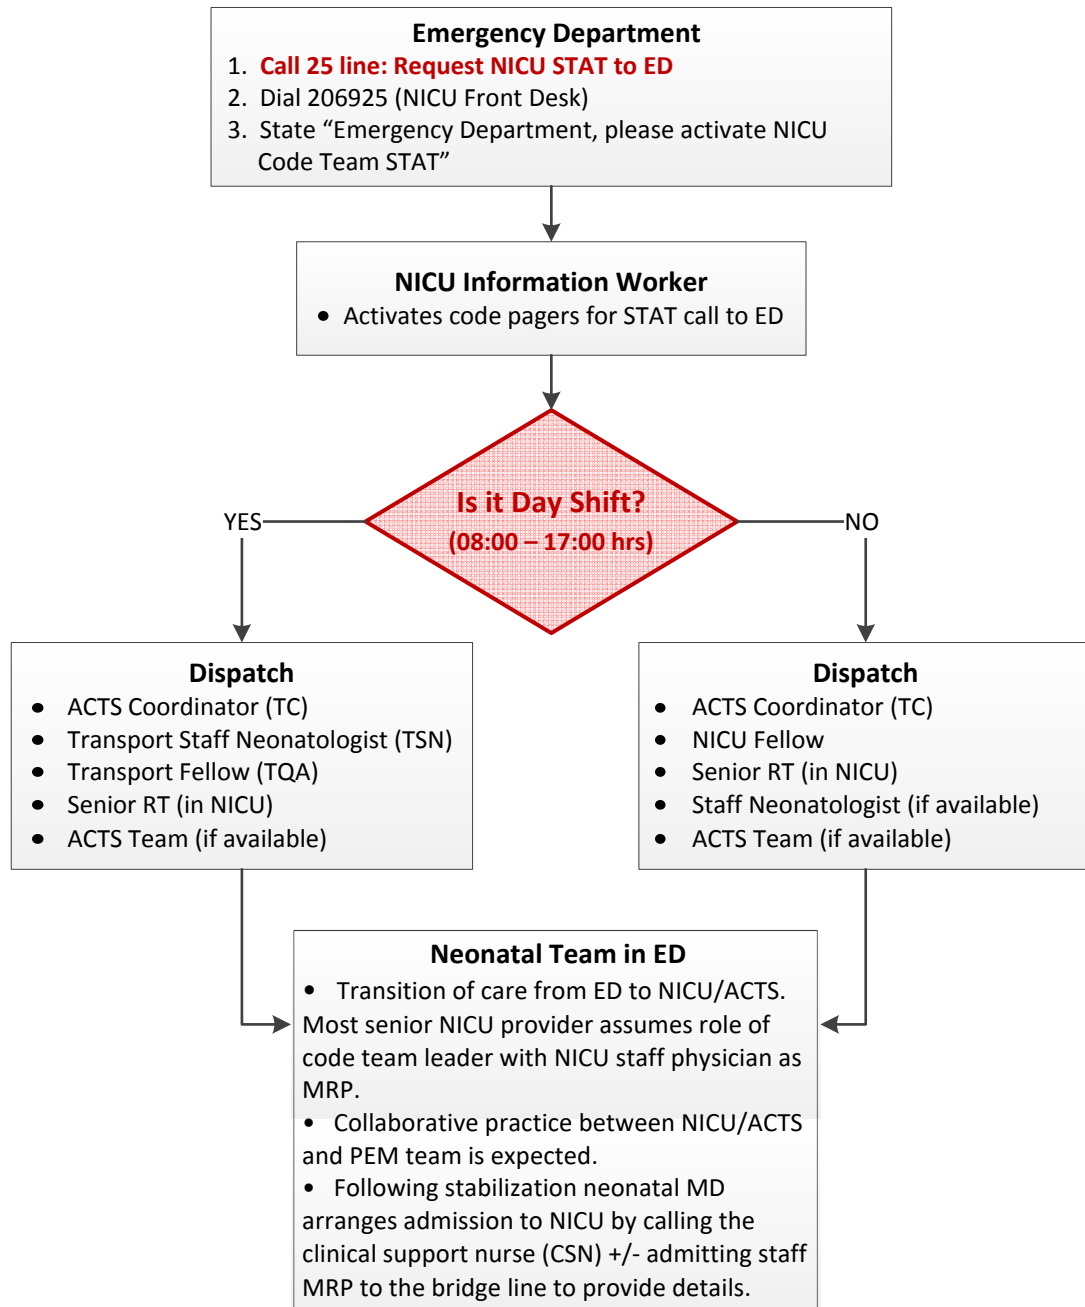 Emergency Department
1. Call 25 line: Request NICU STAT to ED
2. Dial 206925 (NICU Front Desk)
3. State “Emergency Department, please activate NICU
Code Team STAT”
NICU Information Worker
• Activates code pagers for STAT call to ED
Is it Day Shift?
(08:00 – 17:00 hrs)
YES
NO
Dispatch
• ACTS Coordinator (TC)
• Transport Staff Neonatologist (TSN)
• Transport Fellow (TQA)
• Senior RT (in NICU)
• ACTS Team (if available)
Dispatch
• ACTS Coordinator (TC)
• NICU Fellow
• Senior RT (in NICU)
• Staff Neonatologist (if available)
• ACTS Team (if available)
Neonatal Team in ED
• Transition of care from ED to NICU/ACTS.
Most senior NICU provider assumes role of
code team leader with NICU staff physician as
MRP.
• Collaborative practice between NICU/ACTS
and PEM team is expected.
• Following stabilization neonatal MD
arranges admission to NICU by calling the
clinical support nurse (CSN) +/- admitting staff
MRP to the bridge line to provide details.